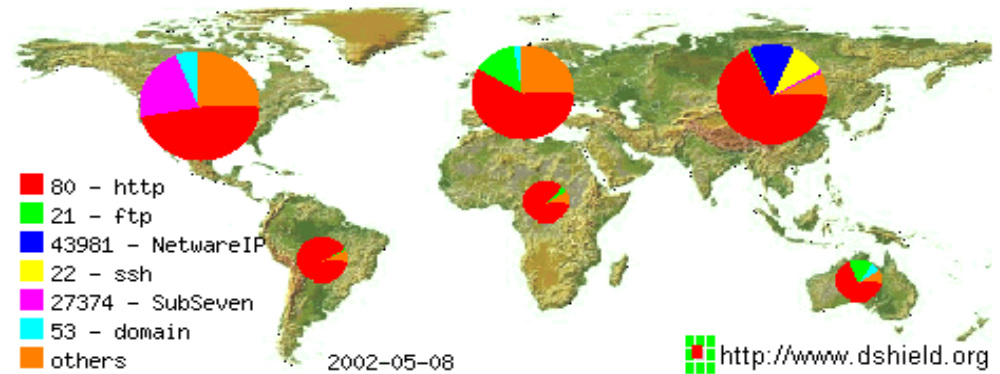 80 - http
21 - ftp
43981 - NetwareIP
22 - ssh
27374 - SubSeven
53 - domain
others
2002-05-08
http://www.dshield.org